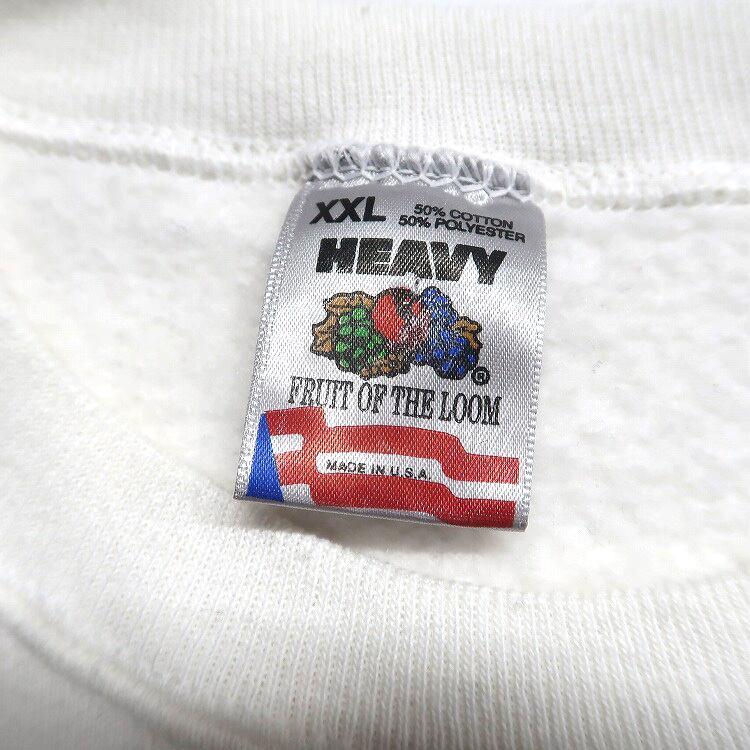 XXL 50% COTTON
50% POLYESTER
HEAVY
®
FRUIT OF THE LOOM
MADE IN U.S.A.